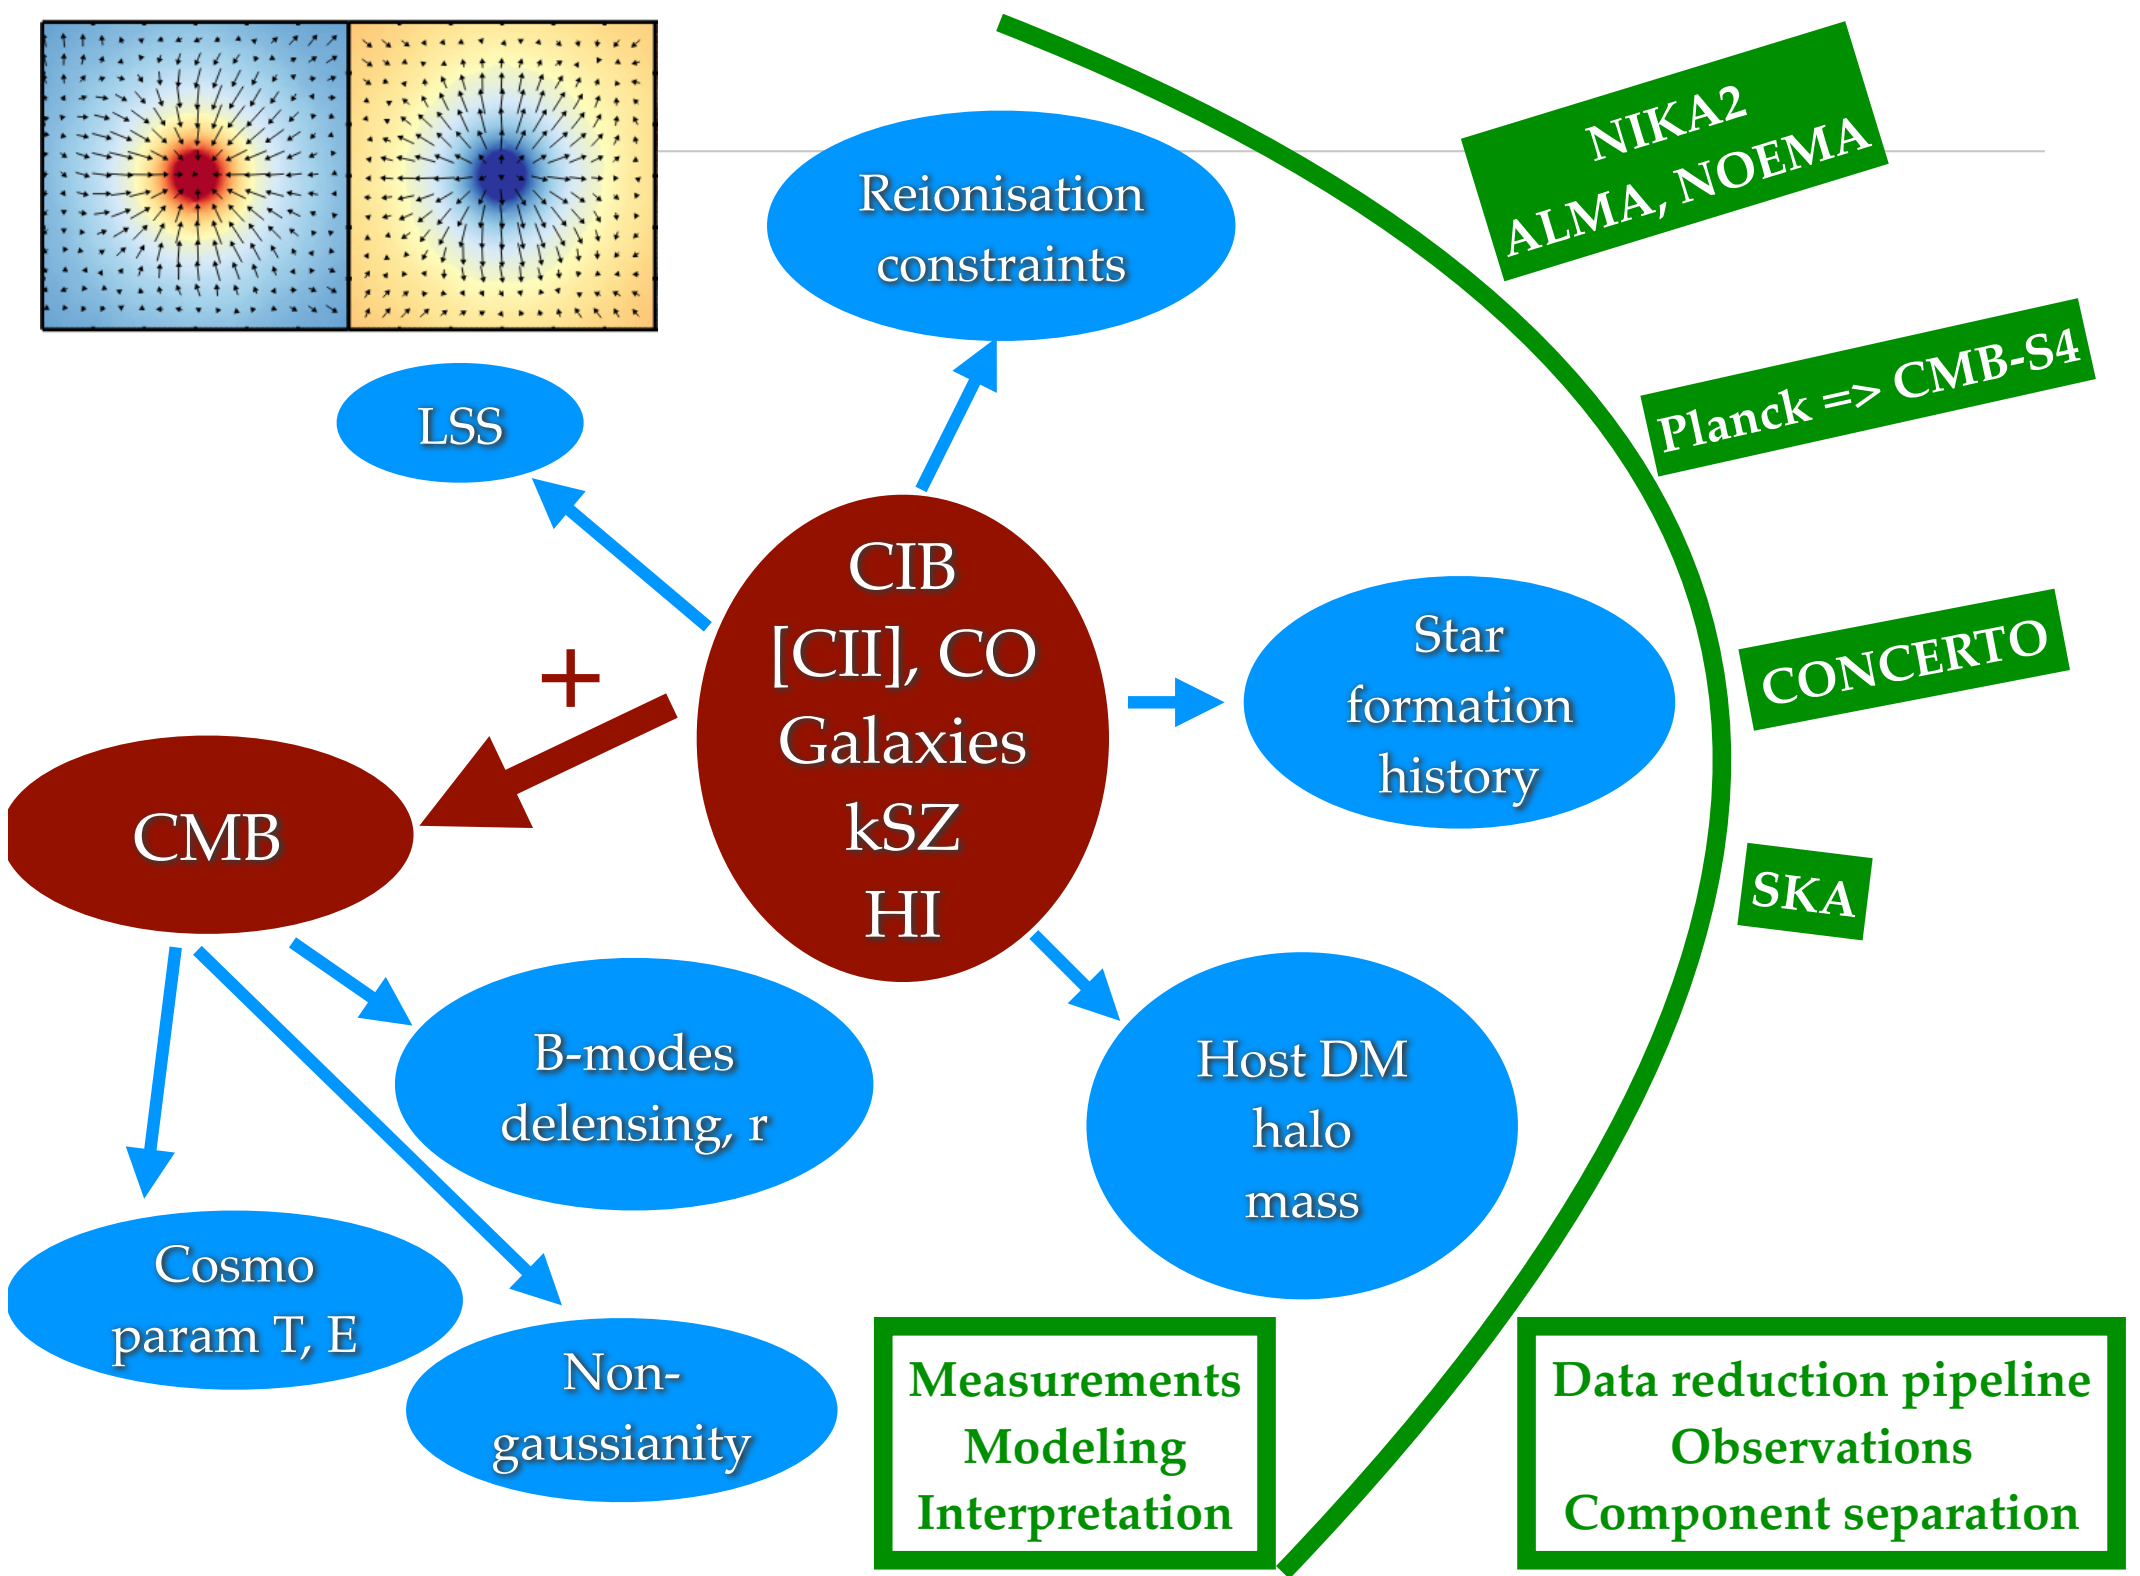 NIKA2
ALMA, NOEMA
Reionisation
constraints
Planck => CMB-S4
LSS
CIB
[CII], CO
Galaxies
kSZ
HI
Star
formation
history
CONCERTO
+
CMB
SKA
B-modes
delensing, r
Host DM
halo
mass
Cosmo
param T, E
Non-
gaussianity
Measurements
Modeling
Interpretation
Data reduction pipeline
Observations
Component separation